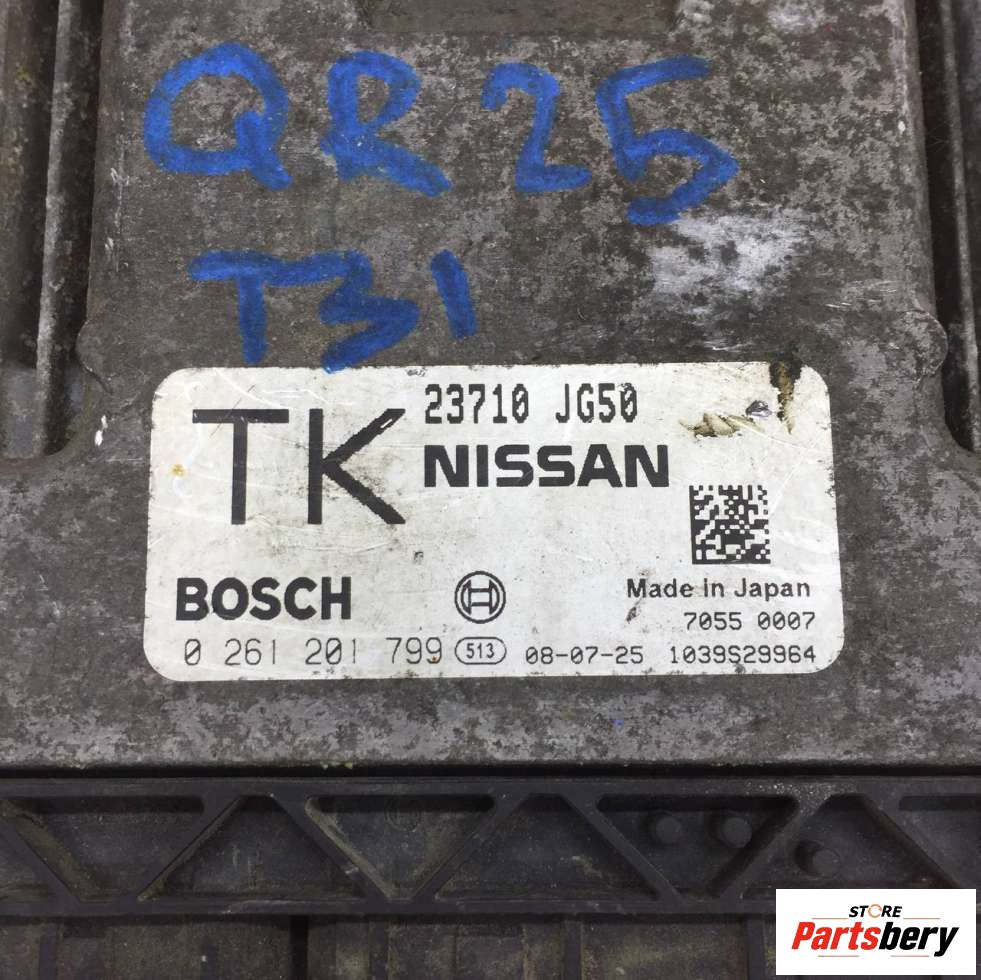 QR25
T31
TK
23710 JG50
NISSAN
BOSCH
Made in Japan
7055 0007
0 261 201 799 513 08-07-25 1039S29964
STORE
Partsbery